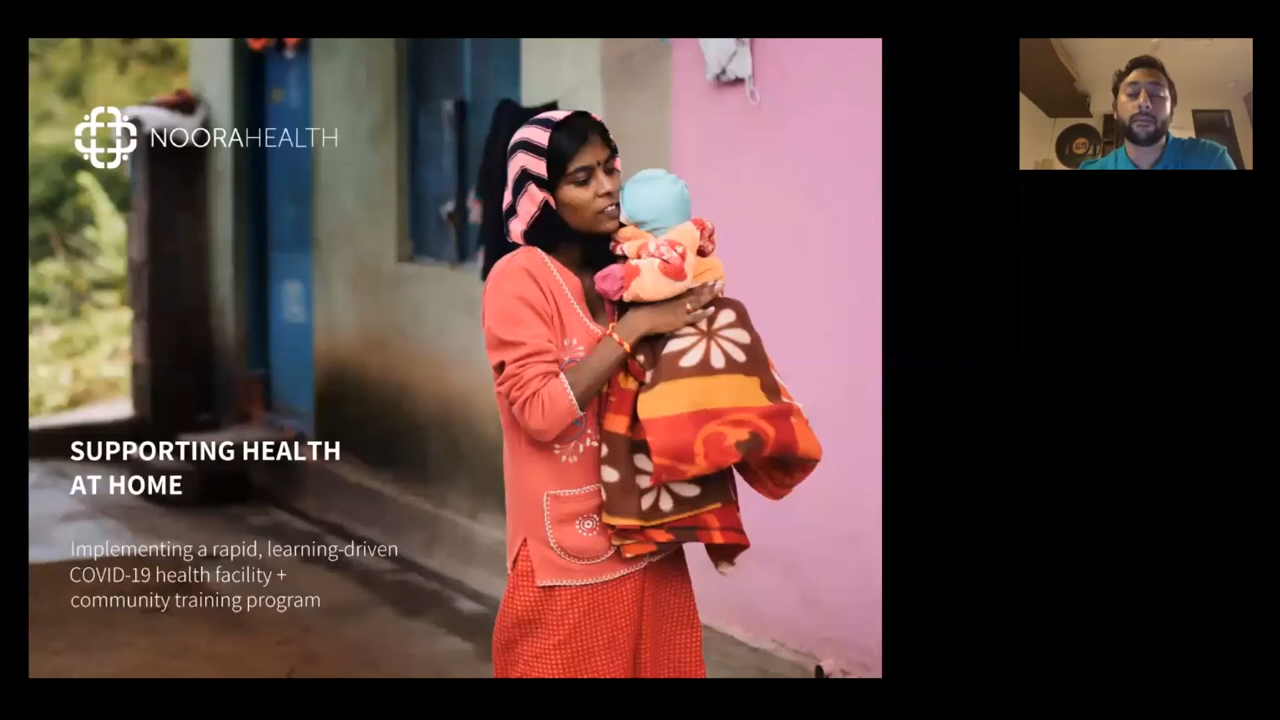 NOORAHEALTH
SUPPORTING HEALTH
AT HOME
Implementing a rapid, learning-driven
COVID-19 health facility +
community training program